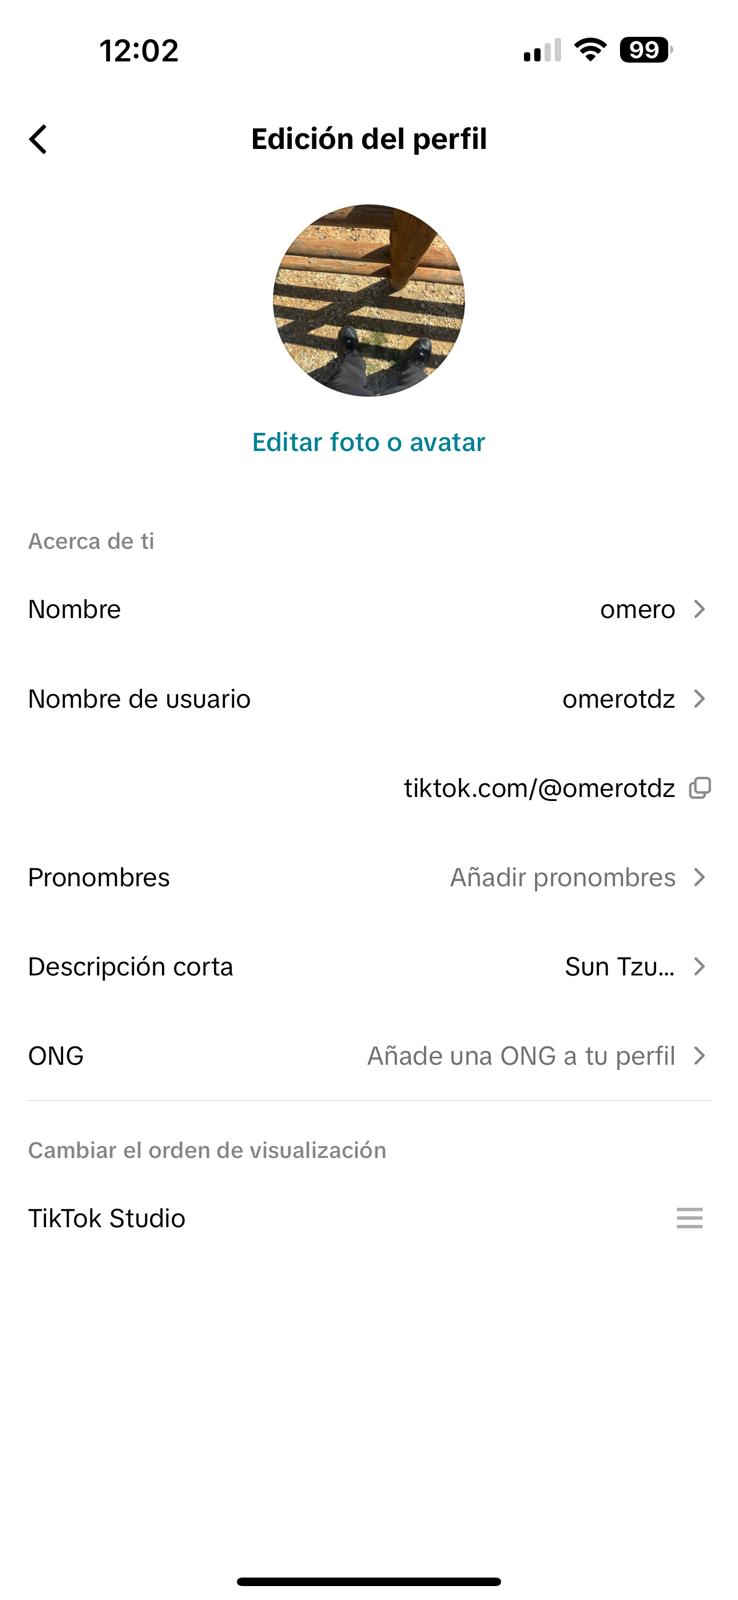 12:02
99
Edición del perfil
Editar foto o avatar
Acerca de ti
Nombre omero
Nombre de usuario omerotdz
tiktok.com/@omerotdz
Pronombres Añadir pronombres
Descripción corta Sun Tzu...
ONG Añade una ONG a tu perfil
Cambiar el orden de visualización
TikTok Studio